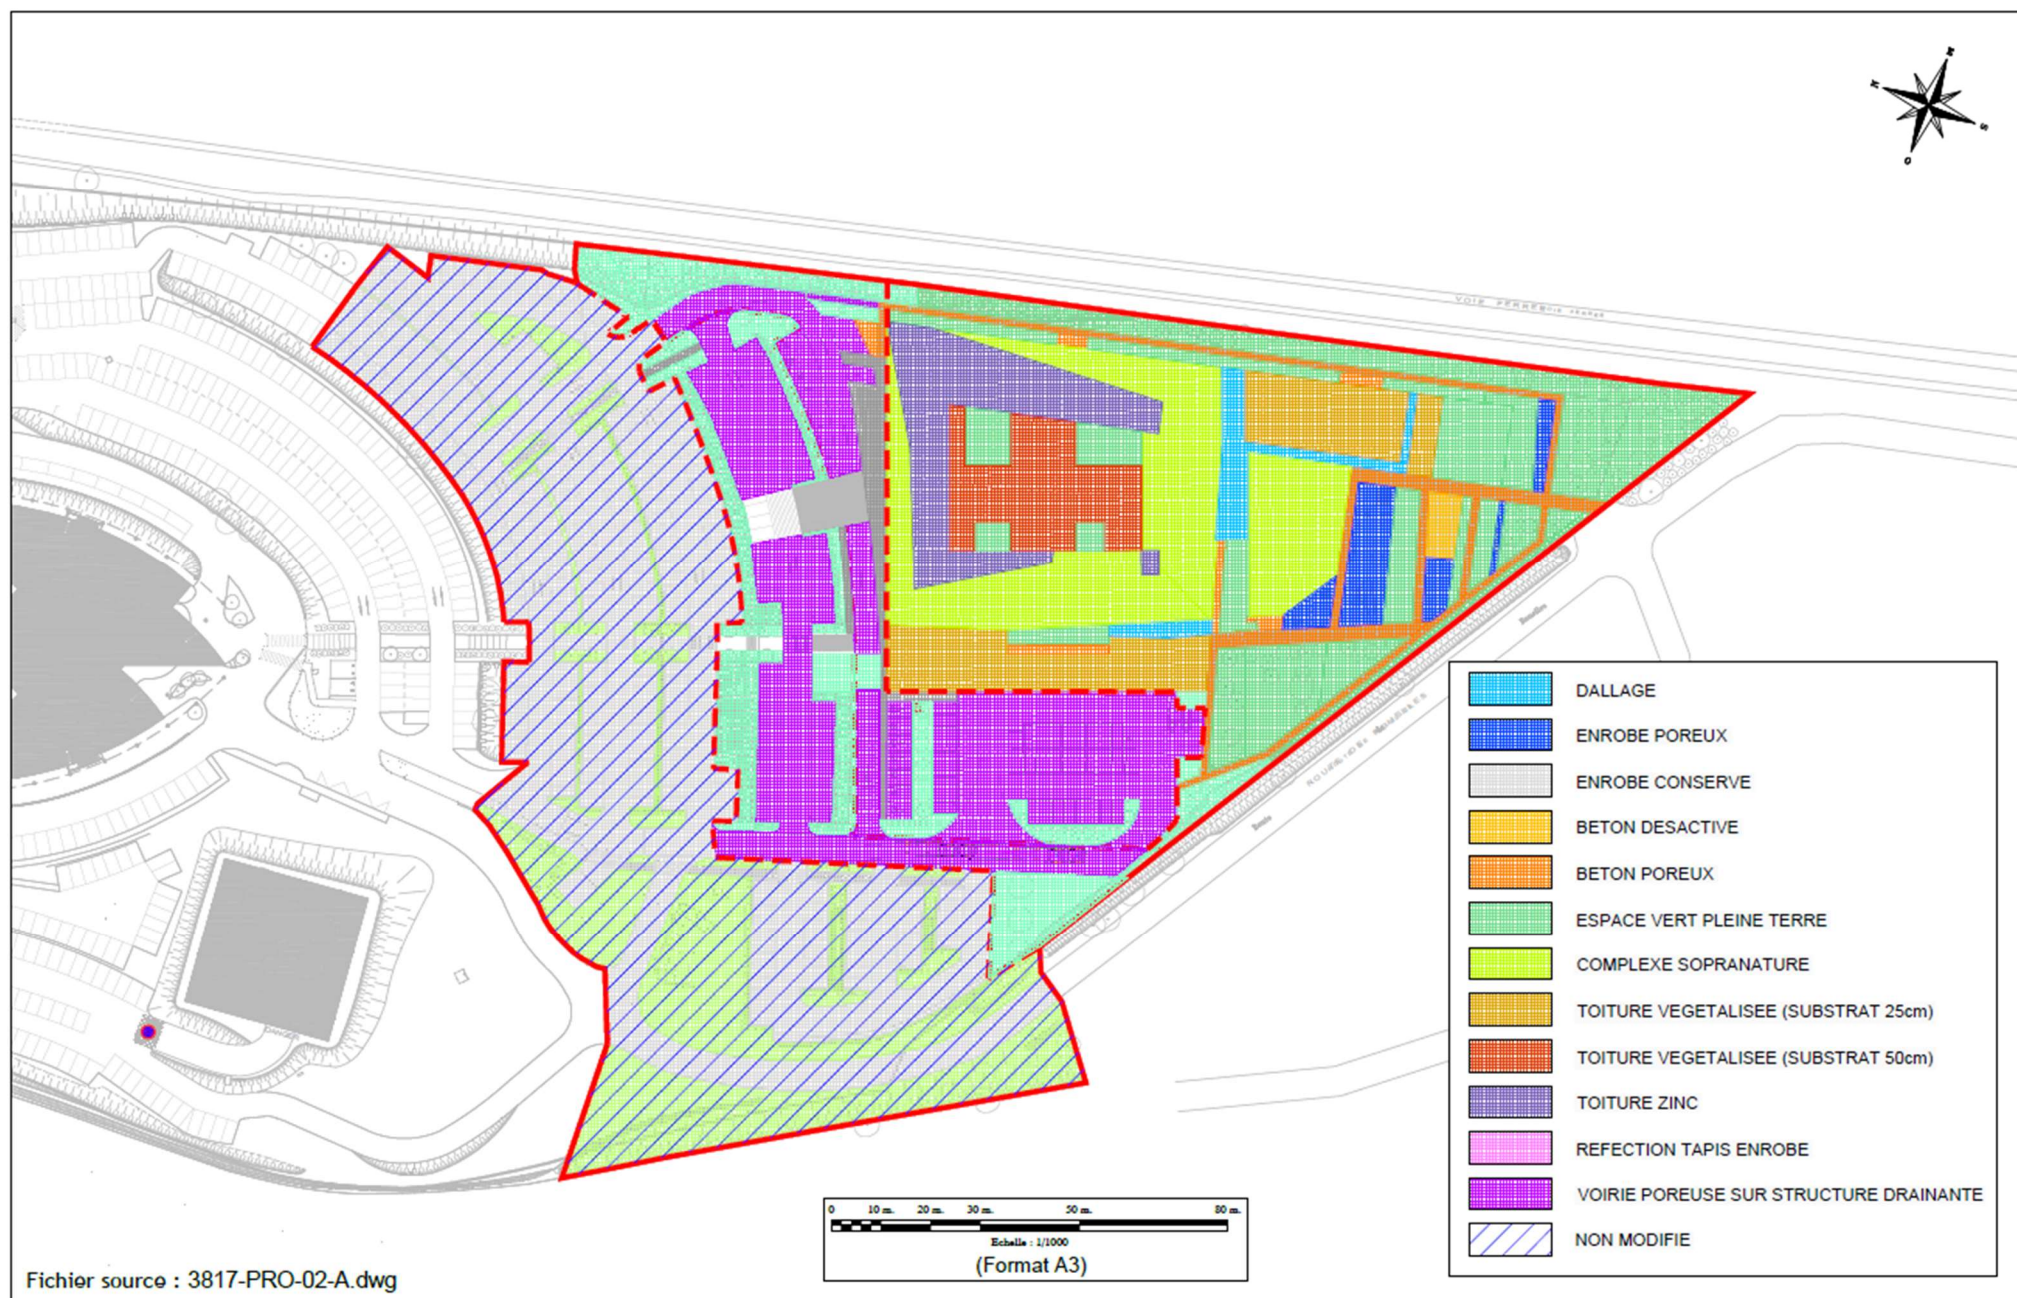 N
S
O
DALLAGE
ENROBE POREUX
ENROBE CONSERVE
BETON DESACTIVE
BETON POREUX
ESPACE VERT PLEINE TERRE
COMPLEXE SOPRANATURE
TOITURE VEGETALISEE (SUBSTRAT 25cm)
TOITURE VEGETALISEE (SUBSTRAT 50cm)
TOITURE ZINC
REFECTION TAPIS ENROBE
VOIRIE POREUSE SUR STRUCTURE DRAINANTE
NON MODIFIE
0 10 m. 20 m. 30 m. 50 m. 80 m.
Echelle : 1/1000
(Format A3)
Fichier source : 3817-PRO-02-A.dwg